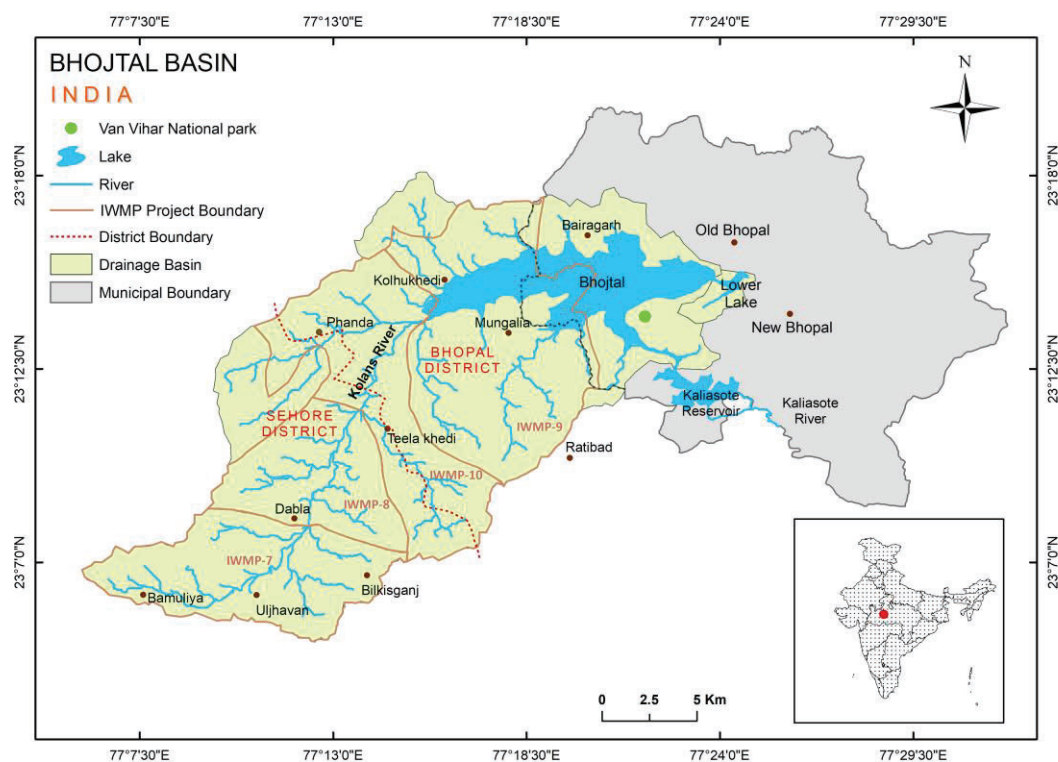 77°7'30"E 77°13'0"E 77°18'30"E 77°24'0"E 77°29'30"E
BHOJTAL BASIN
INDIA
Van Vihar National park
Lake
River
IWMP Project Boundary
District Boundary
Drainage Basin
Municipal Boundary
N
23°18'0"N
23°18'0"N
Bairagarh
Old Bhopal
Kolhukhedi
Bhojtal
Lower
Lake
Phanda
Mungalia
New Bhopal
Kolans River
BHOPAL
DISTRICT
23°12'30"N
23°12'30"N
Kaliasote
Reservoir
Kaliasote
River
SEHORE
DISTRICT
Teela khedi
IWMP-9
Ratibad
IWMP-10
IWMP-8
Dabla
IWMP-7
23°7'0"N
23°7'0"N
Bilkisganj
Bamuliya
Uljhavan
0 2.5 5 Km
77°7'30"E 77°13'0"E 77°18'30"E 77°24'0"E 77°29'30"E